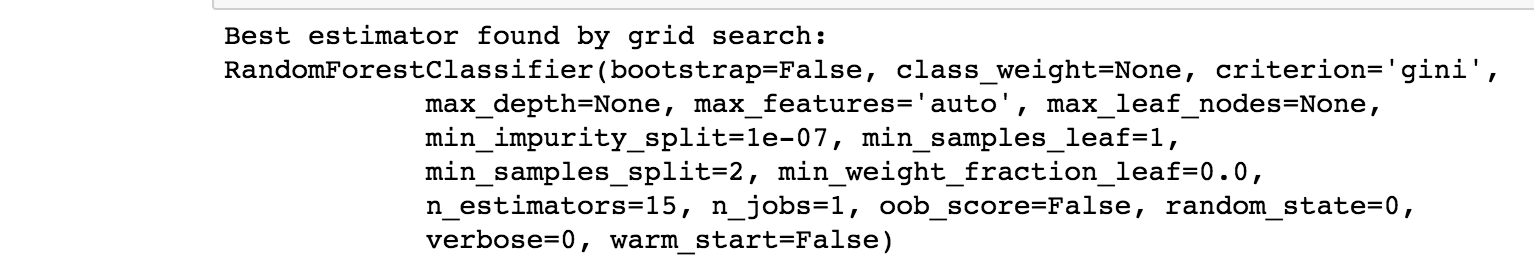 Best estimator found by grid search:
RandomForestClassifier(bootstrap=False, class_weight=None, criterion='gini',
max_depth=None, max_features='auto', max_leaf_nodes=None,
min_impurity_split=1e-07, min_samples_leaf=1,
min_samples_split=2, min_weight_fraction_leaf=0.0,
n_estimators=15, n_jobs=1, oob_score=False, random_state=0,
verbose=0, warm_start=False)